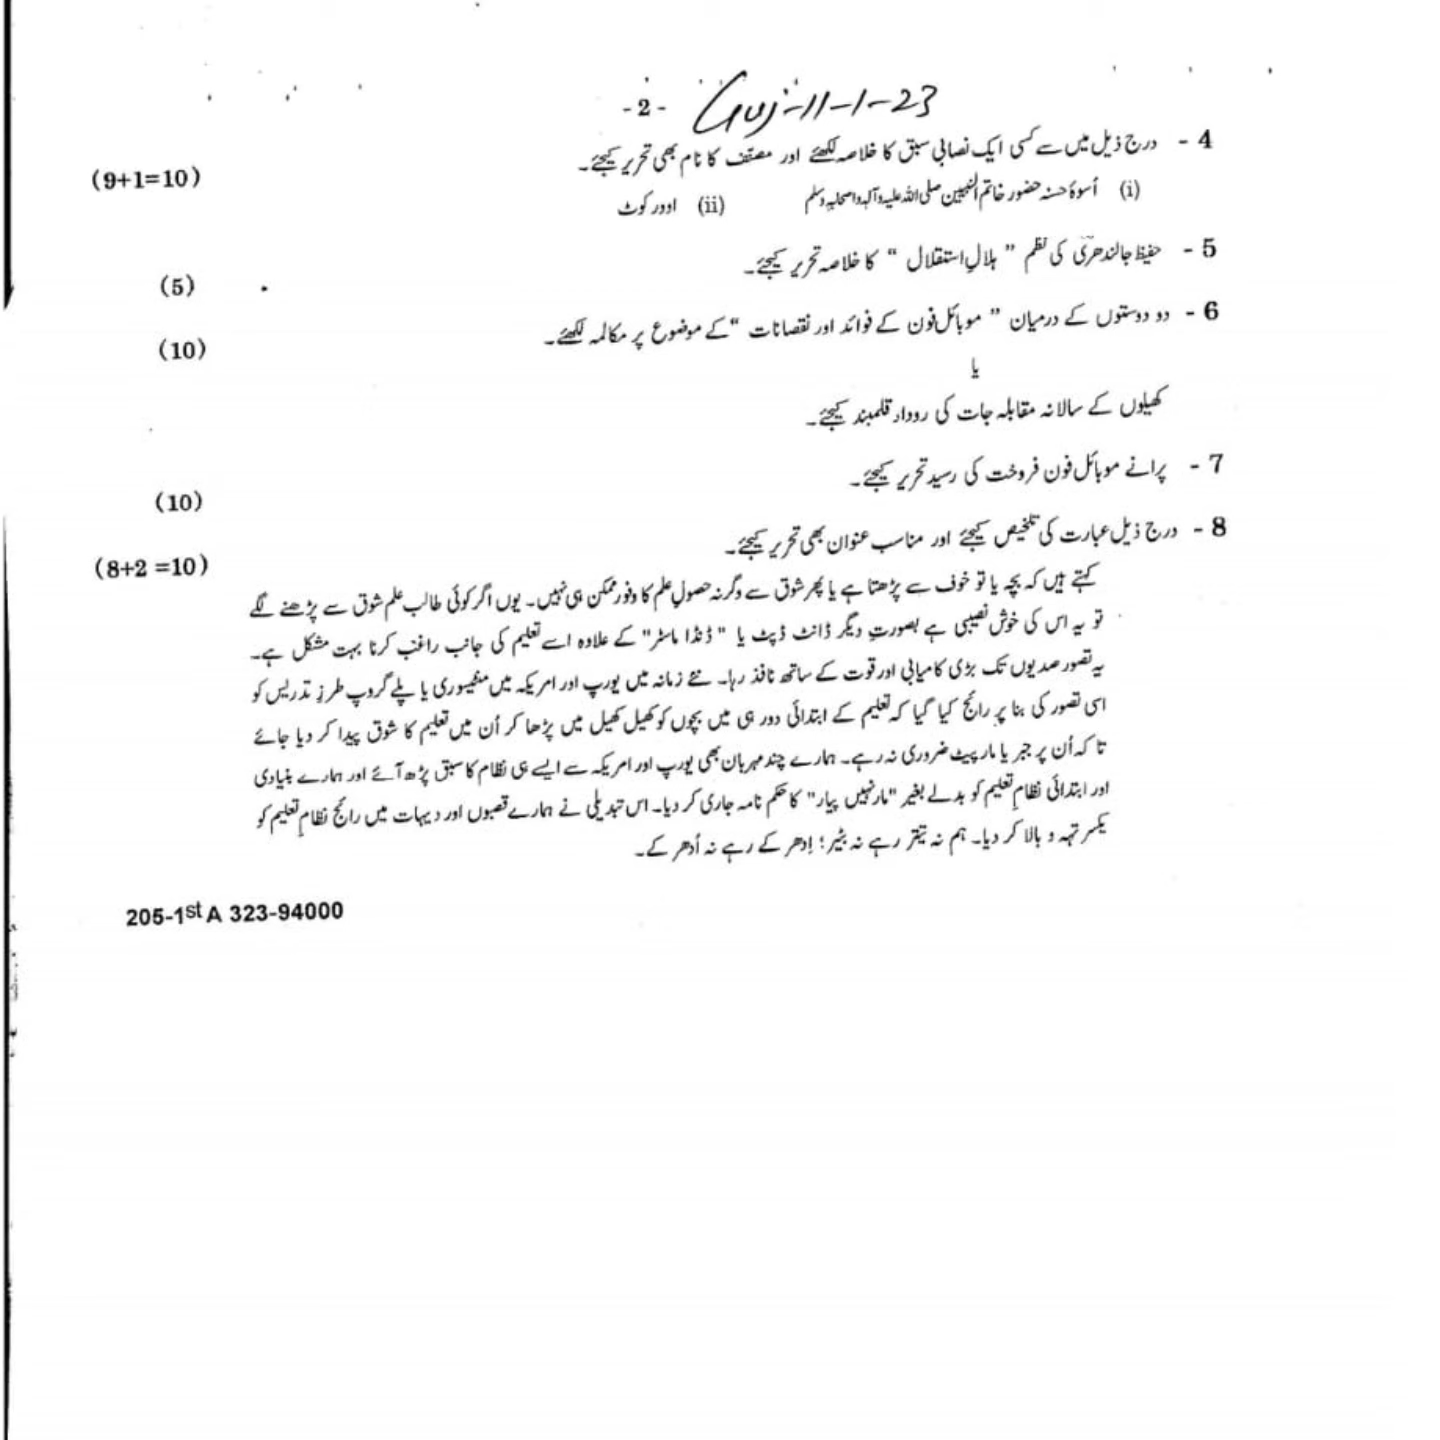 - 2 -
Guj-11-1-23
4 - درج ذیل میں سے کسی ایک نصابی سبق کا خلاصہ لکھئے اور مصنّف کا نام بھی تحریر کیجئے۔ (9+1=10)
(i) اُسوۂ حسنہ حضور خاتم النبیین صلی اللہ علیہ وآلہ واصحابہ وسلم (ii) اوور کوٹ
5 - حفیظ جالندھری کی نظم " ہلالِ استقلال " کا خلاصہ تحریر کیجئے۔ (5)
6 - دو دوستوں کے درمیان " موبائل فون کے فوائد اور نقصانات " کے موضوع پر مکالمہ لکھئے۔ (10)
یا
کھیلوں کے سالانہ مقابلہ جات کی روداد قلمبند کیجئے۔
7 - پرانے موبائل فون فروخت کی رسید تحریر کیجئے۔ (10)
8 - درج ذیل عبارت کی تلخیص کیجئے اور مناسب عنوان بھی تحریر کیجئے۔ (8+2 =10)
کہتے ہیں کہ بچہ یا تو خوف سے پڑھتا ہے یا پھر شوق سے وگرنہ حصولِ علم کا وفور ممکن ہی نہیں۔ یوں اگر کوئی طالب علم شوق سے پڑھنے لگے
تو یہ اس کی خوش نصیبی ہے بصورتِ دیگر ڈانٹ ڈپٹ یا " ڈنڈا ماسٹر" کے علاوہ اسے تعلیم کی جانب راغب کرنا بہت مشکل ہے۔
یہ تصور صدیوں تک بڑی کامیابی اور قوت کے ساتھ نافذ رہا۔ نئے زمانہ میں یورپ اور امریکہ میں منٹیسوری یا پلے گروپ طرزِ تدریس کو
اسی تصور کی بنا پر رائج کیا گیا کہ تعلیم کے ابتدائی دور ہی میں بچوں کو کھیل کھیل میں پڑھا کر اُن میں تعلیم کا شوق پیدا کر دیا جائے
تا کہ اُن پر جبر یا مار پیٹ ضروری نہ رہے۔ ہمارے چند مہربان بھی یورپ اور امریکہ سے ایسے ہی نظام کا سبق پڑھ آئے اور ہمارے بنیادی
اور ابتدائی نظامِ تعلیم کو بدلے بغیر "مار نہیں پیار" کا حکم نامہ جاری کر دیا۔ اس تبدیلی نے ہمارے قصبوں اور دیہات میں رائج نظامِ تعلیم کو
یکسر تہہ و بالا کر دیا۔ ہم نہ تیتر رہے نہ بٹیر ؛ اِدھر کے رہے نہ اُدھر کے۔
205-1st A 323-94000